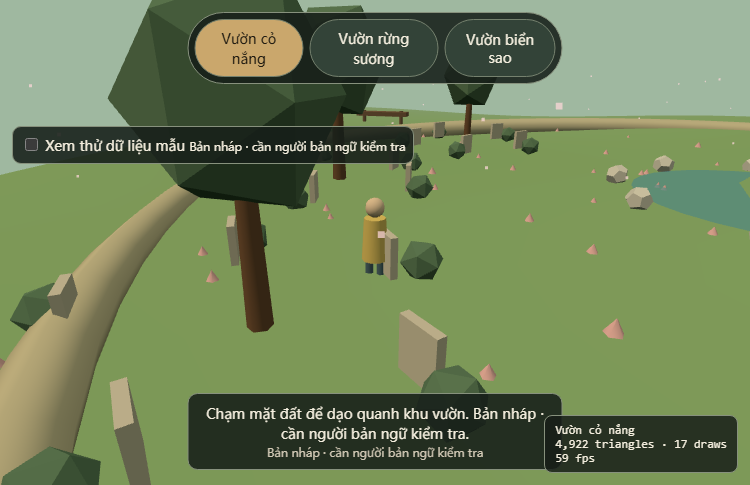 Vườn cỏ
nắng
Vườn rừng
sương
Vườn biển
sao
Xem thử dữ liệu mẫu Bản nháp · cần người bản ngữ kiểm tra
Chạm mặt đất để dạo quanh khu vườn. Bản nháp ·
cần người bản ngữ kiểm tra.
Bản nháp · cần người bản ngữ kiểm tra
Vườn cỏ nắng
4,922 triangles · 17 draws
59 fps